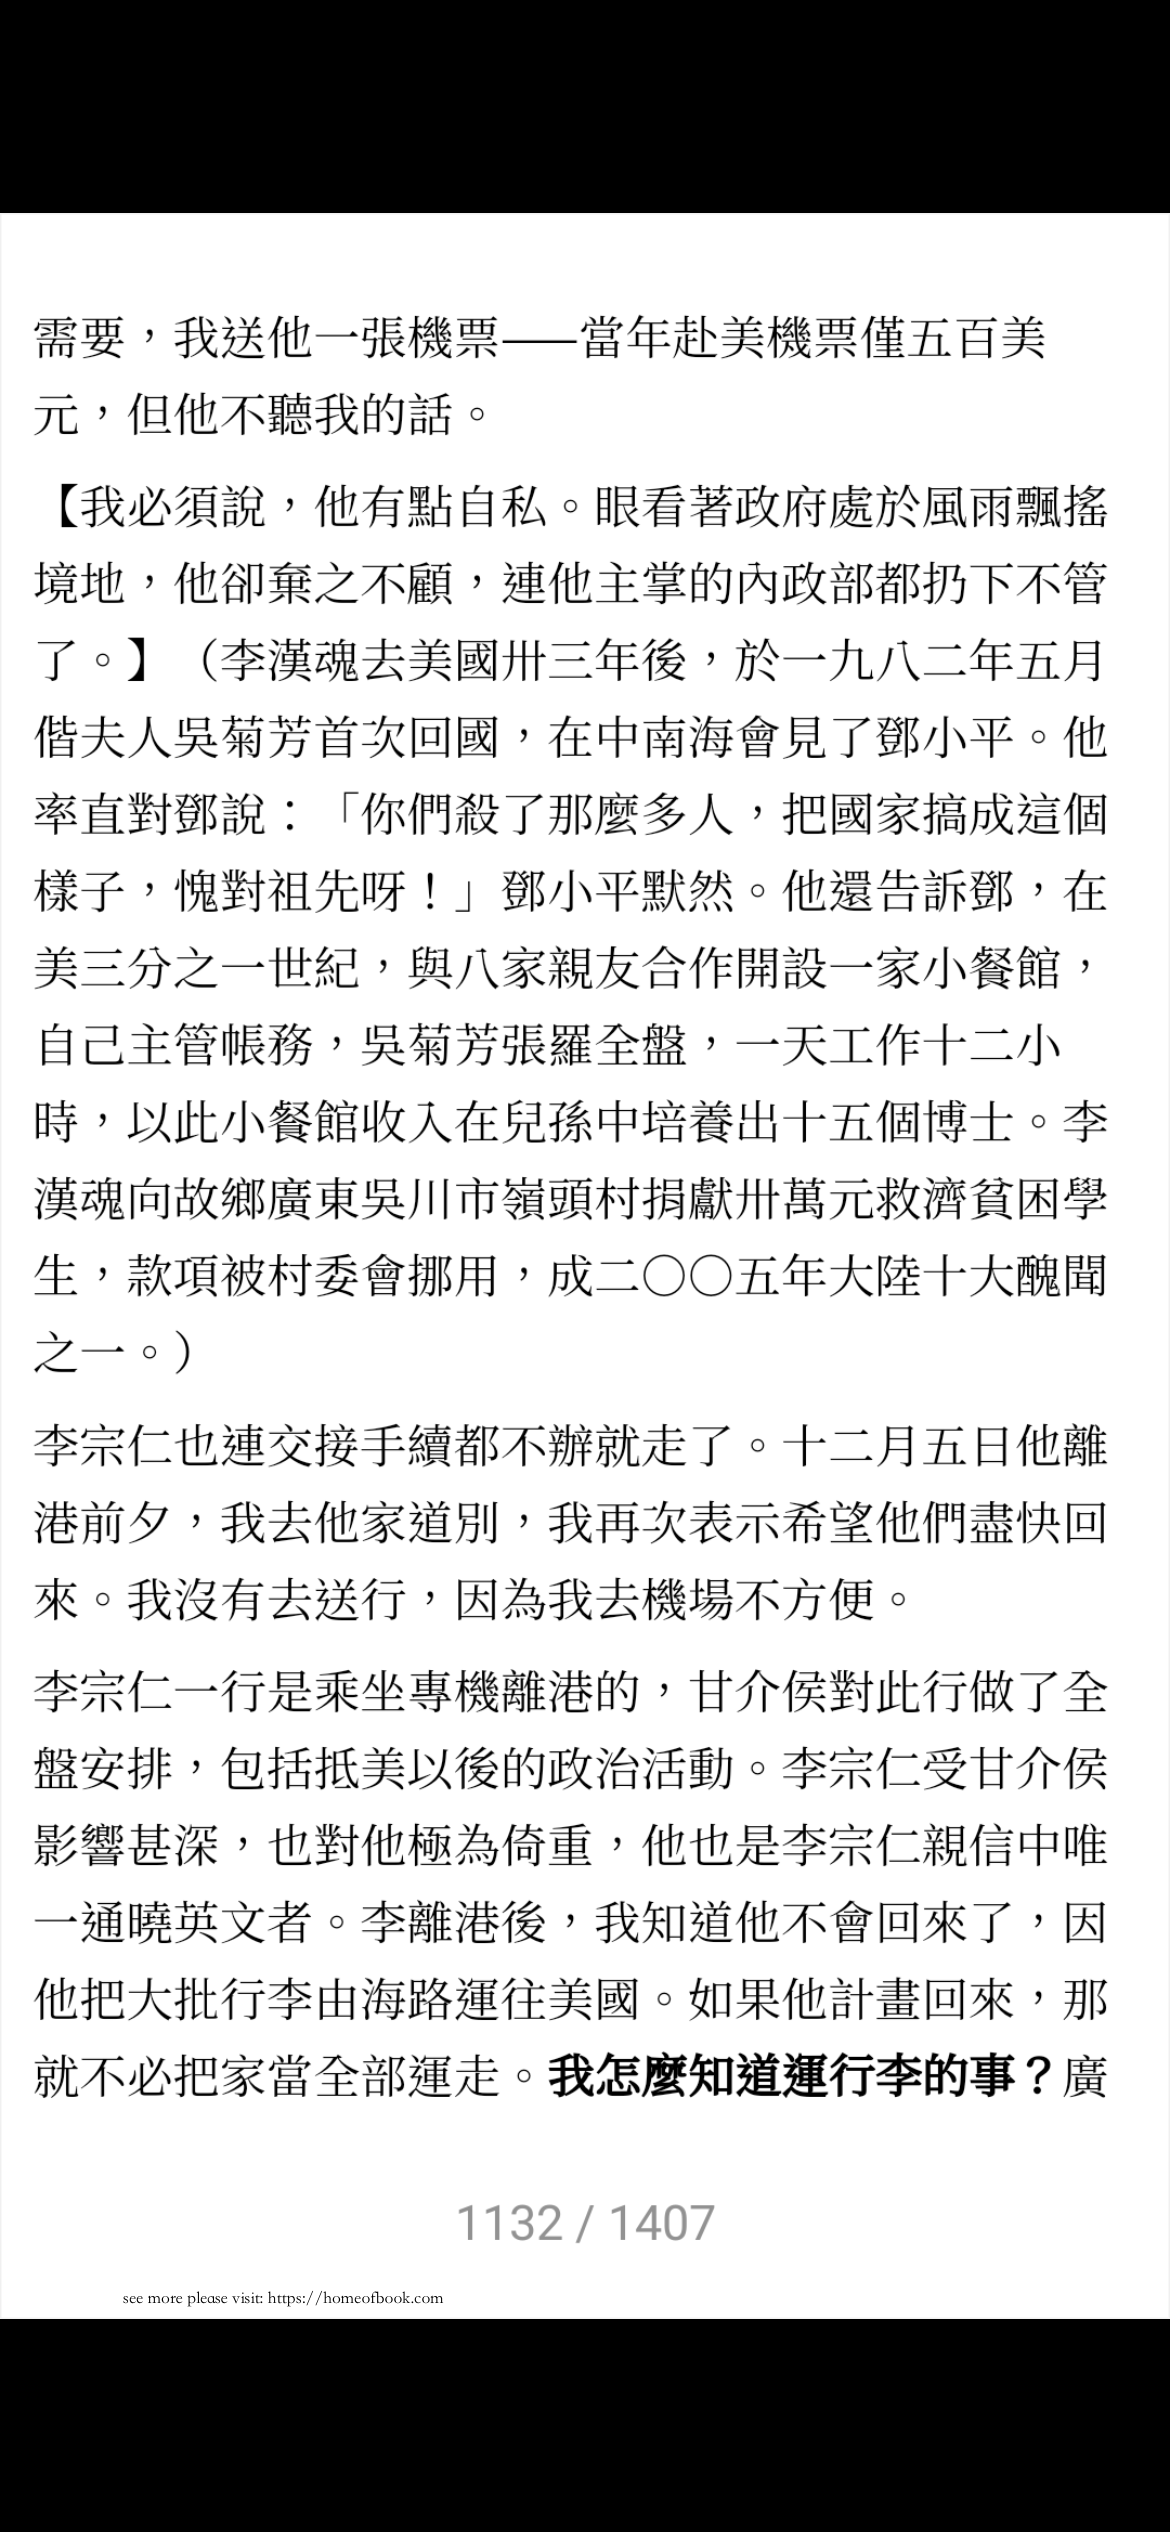 需要，我送他一張機票——當年赴美機票僅五百美
元，但他不聽我的話。
【我必須說，他有點自私。眼看著政府處於風雨飄搖
境地，他卻棄之不顧，連他主掌的內政部都扔下不管
了。】（李漢魂去美國卅三年後，於一九八二年五月
偕夫人吳菊芳首次回國，在中南海會見了鄧小平。他
率直對鄧說：「你們殺了那麼多人，把國家搞成這個
樣子，愧對祖先呀！」鄧小平默然。他還告訴鄧，在
美三分之一世紀，與八家親友合作開設一家小餐館，
自己主管帳務，吳菊芳張羅全盤，一天工作十二小
時，以此小餐館收入在兒孫中培養出十五個博士。李
漢魂向故鄉廣東吳川市嶺頭村捐獻卅萬元救濟貧困學
生，款項被村委會挪用，成二〇〇五年大陸十大醜聞
之一。）
李宗仁也連交接手續都不辦就走了。十二月五日他離
港前夕，我去他家道別，我再次表示希望他們盡快回
來。我沒有去送行，因為我去機場不方便。
李宗仁一行是乘坐專機離港的，甘介侯對此行做了全
盤安排，包括抵美以後的政治活動。李宗仁受甘介侯
影響甚深，也對他極為倚重，他也是李宗仁親信中唯
一通曉英文者。李離港後，我知道他不會回來了，因
他把大批行李由海路運往美國。如果他計畫回來，那
就不必把家當全部運走。我怎麼知道運行李的事？廣
1132 / 1407
see more please visit: https://homeofbook.com